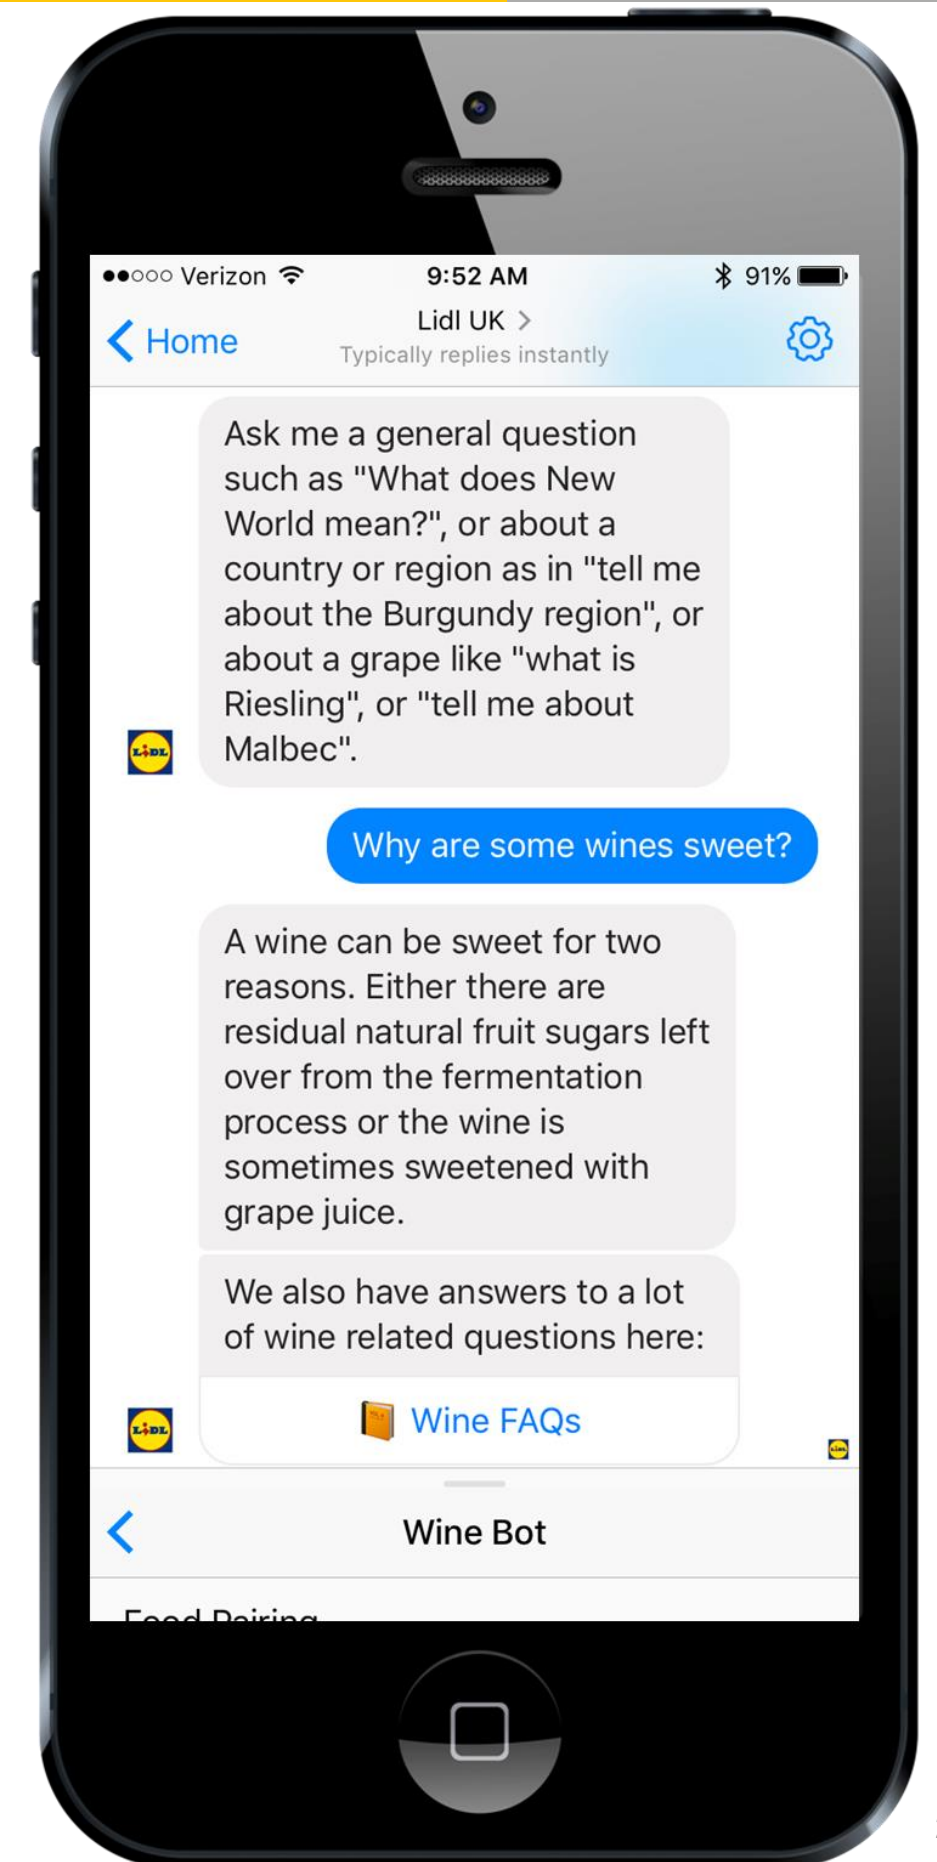 Verizon 9:52 AM 91%
Home
Lidl UK
Typically replies instantly
Ask me a general question
such as "What does New
World mean?", or about a
country or region as in "tell me
about the Burgundy region", or
about a grape like "what is
Riesling", or "tell me about
Malbec".
LiDL
Why are some wines sweet?
A wine can be sweet for two
reasons. Either there are
residual natural fruit sugars left
over from the fermentation
process or the wine is
sometimes sweetened with
grape juice.
We also have answers to a lot
of wine related questions here:
Wine FAQs
LiDL
LiDL
Wine Bot
Food Pairing